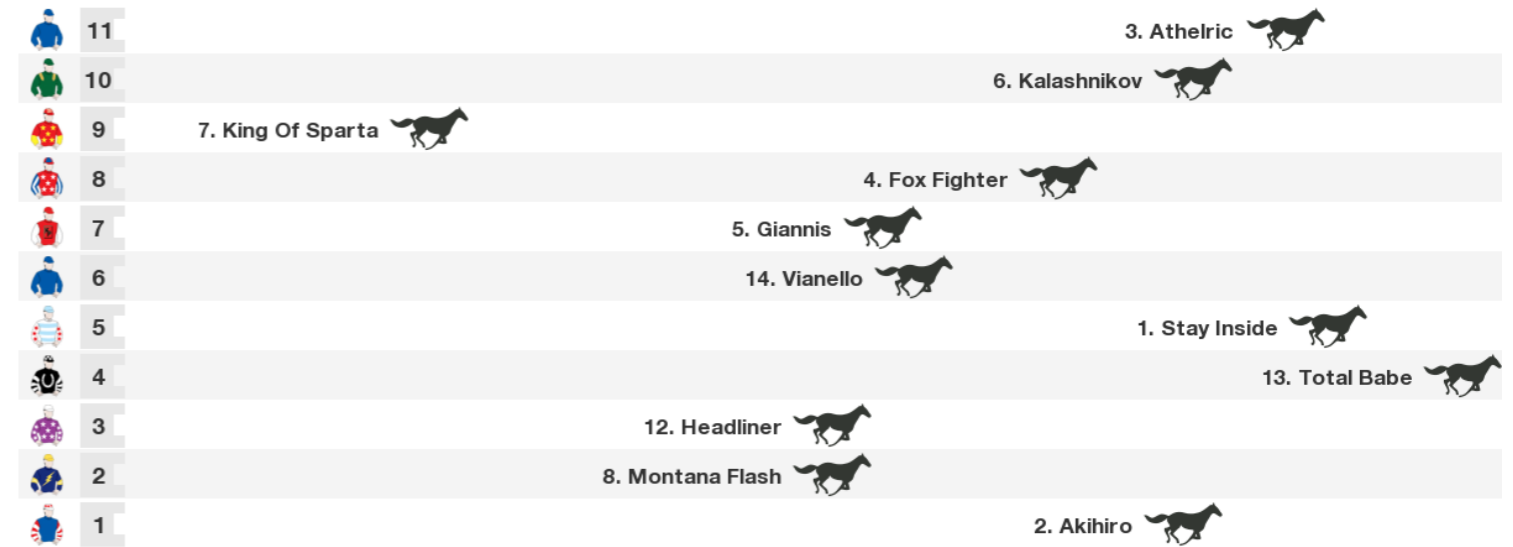 11 3. Athelric
10 6. Kalashnikov
9 7. King Of Sparta
8 4. Fox Fighter
7 5. Giannis
6 14. Vianello
5 1. Stay Inside
4 13. Total Babe
3 12. Headliner
2 8. Montana Flash
1 2. Akihiro